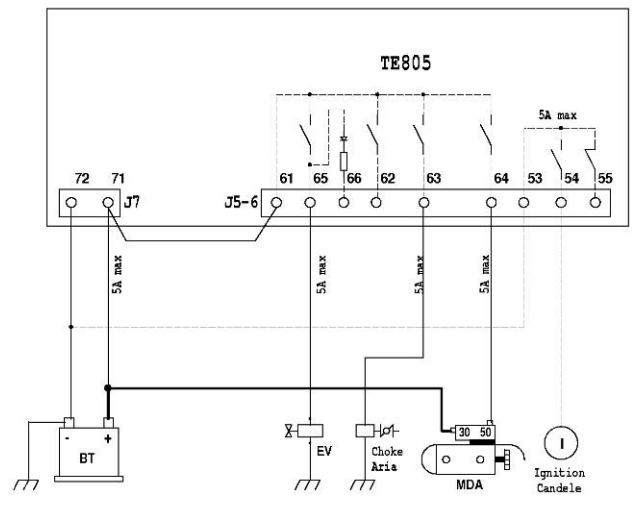 TE805
5A max
72 71 J7
J5-6 61 65 66 62 63 64 53 54 55
5A max
5A max
5A max
5A max
30 50
- +
BT
EV
Choke
Aria
MDA
I
Ignition
Candele